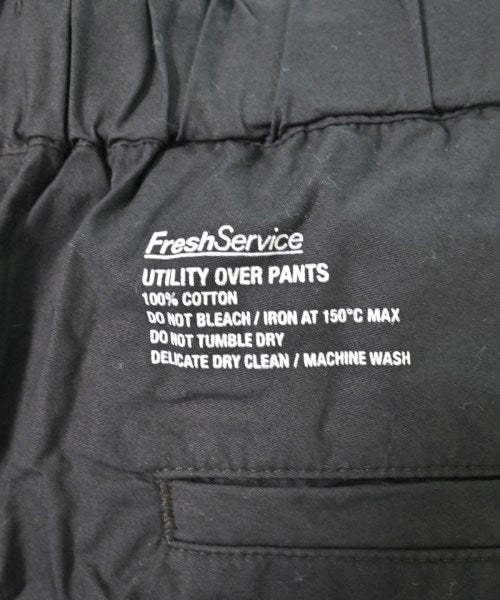 FreshService
UTILITY OVER PANTS
100% COTTON
DO NOT BLEACH / IRON AT 150°C MAX
DO NOT TUMBLE DRY
DELICATE DRY CLEAN / MACHINE WASH